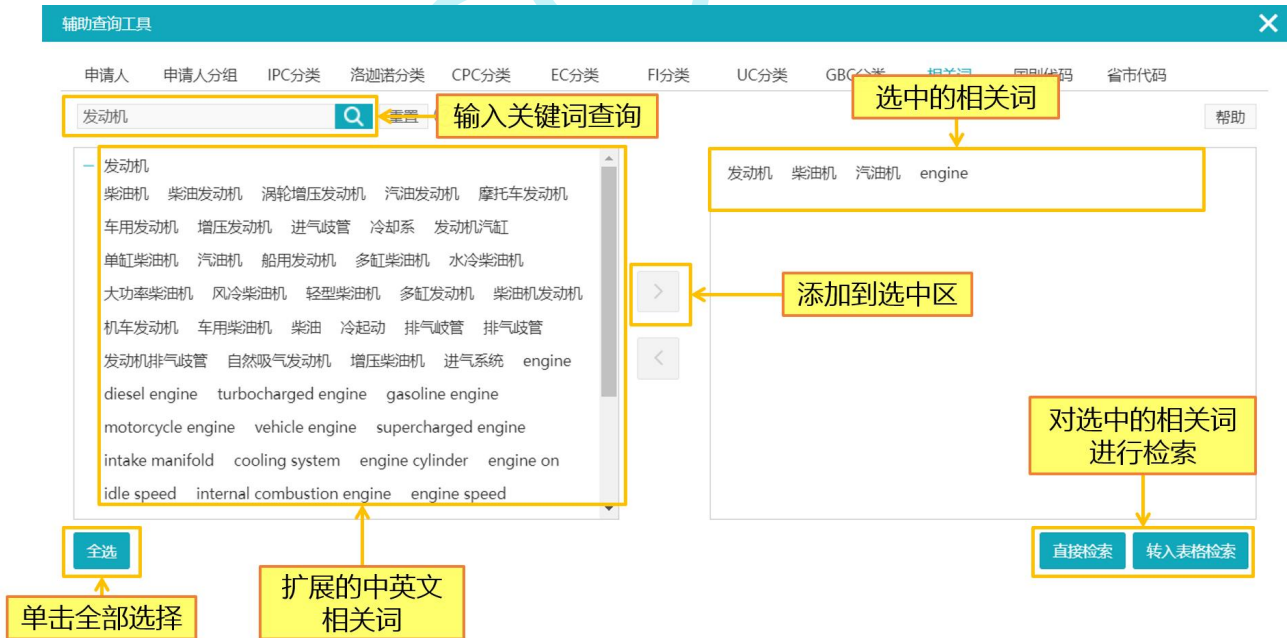 辅助查询工具
申请人 申请人分组 IPC分类 洛迦诺分类 CPC分类 EC分类 FI分类 UC分类 GBC分类 相关词 国别代码 省市代码
选中的相关词
发动机 重置 输入关键词查询 帮助
发动机
柴油机 柴油发动机 涡轮增压发动机 汽油发动机 摩托车发动机
车用发动机 增压发动机 进气歧管 冷却系 发动机汽缸
单缸柴油机 汽油机 船用发动机 多缸柴油机 水冷柴油机
大功率柴油机 风冷柴油机 轻型柴油机 多缸发动机 柴油机发动机
机车发动机 车用柴油机 柴油 冷起动 排气岐管 排气歧管
发动机排气歧管 自然吸气发动机 增压柴油机 进气系统 engine
diesel engine turbocharged engine gasoline engine
motorcycle engine vehicle engine supercharged engine
intake manifold cooling system engine cylinder engine on
idle speed internal combustion engine engine speed
发动机 柴油机 汽油机 engine
>
添加到选中区
<
对选中的相关词
进行检索
全选
直接检索 转入表格检索
单击全部选择
扩展的中英文
相关词